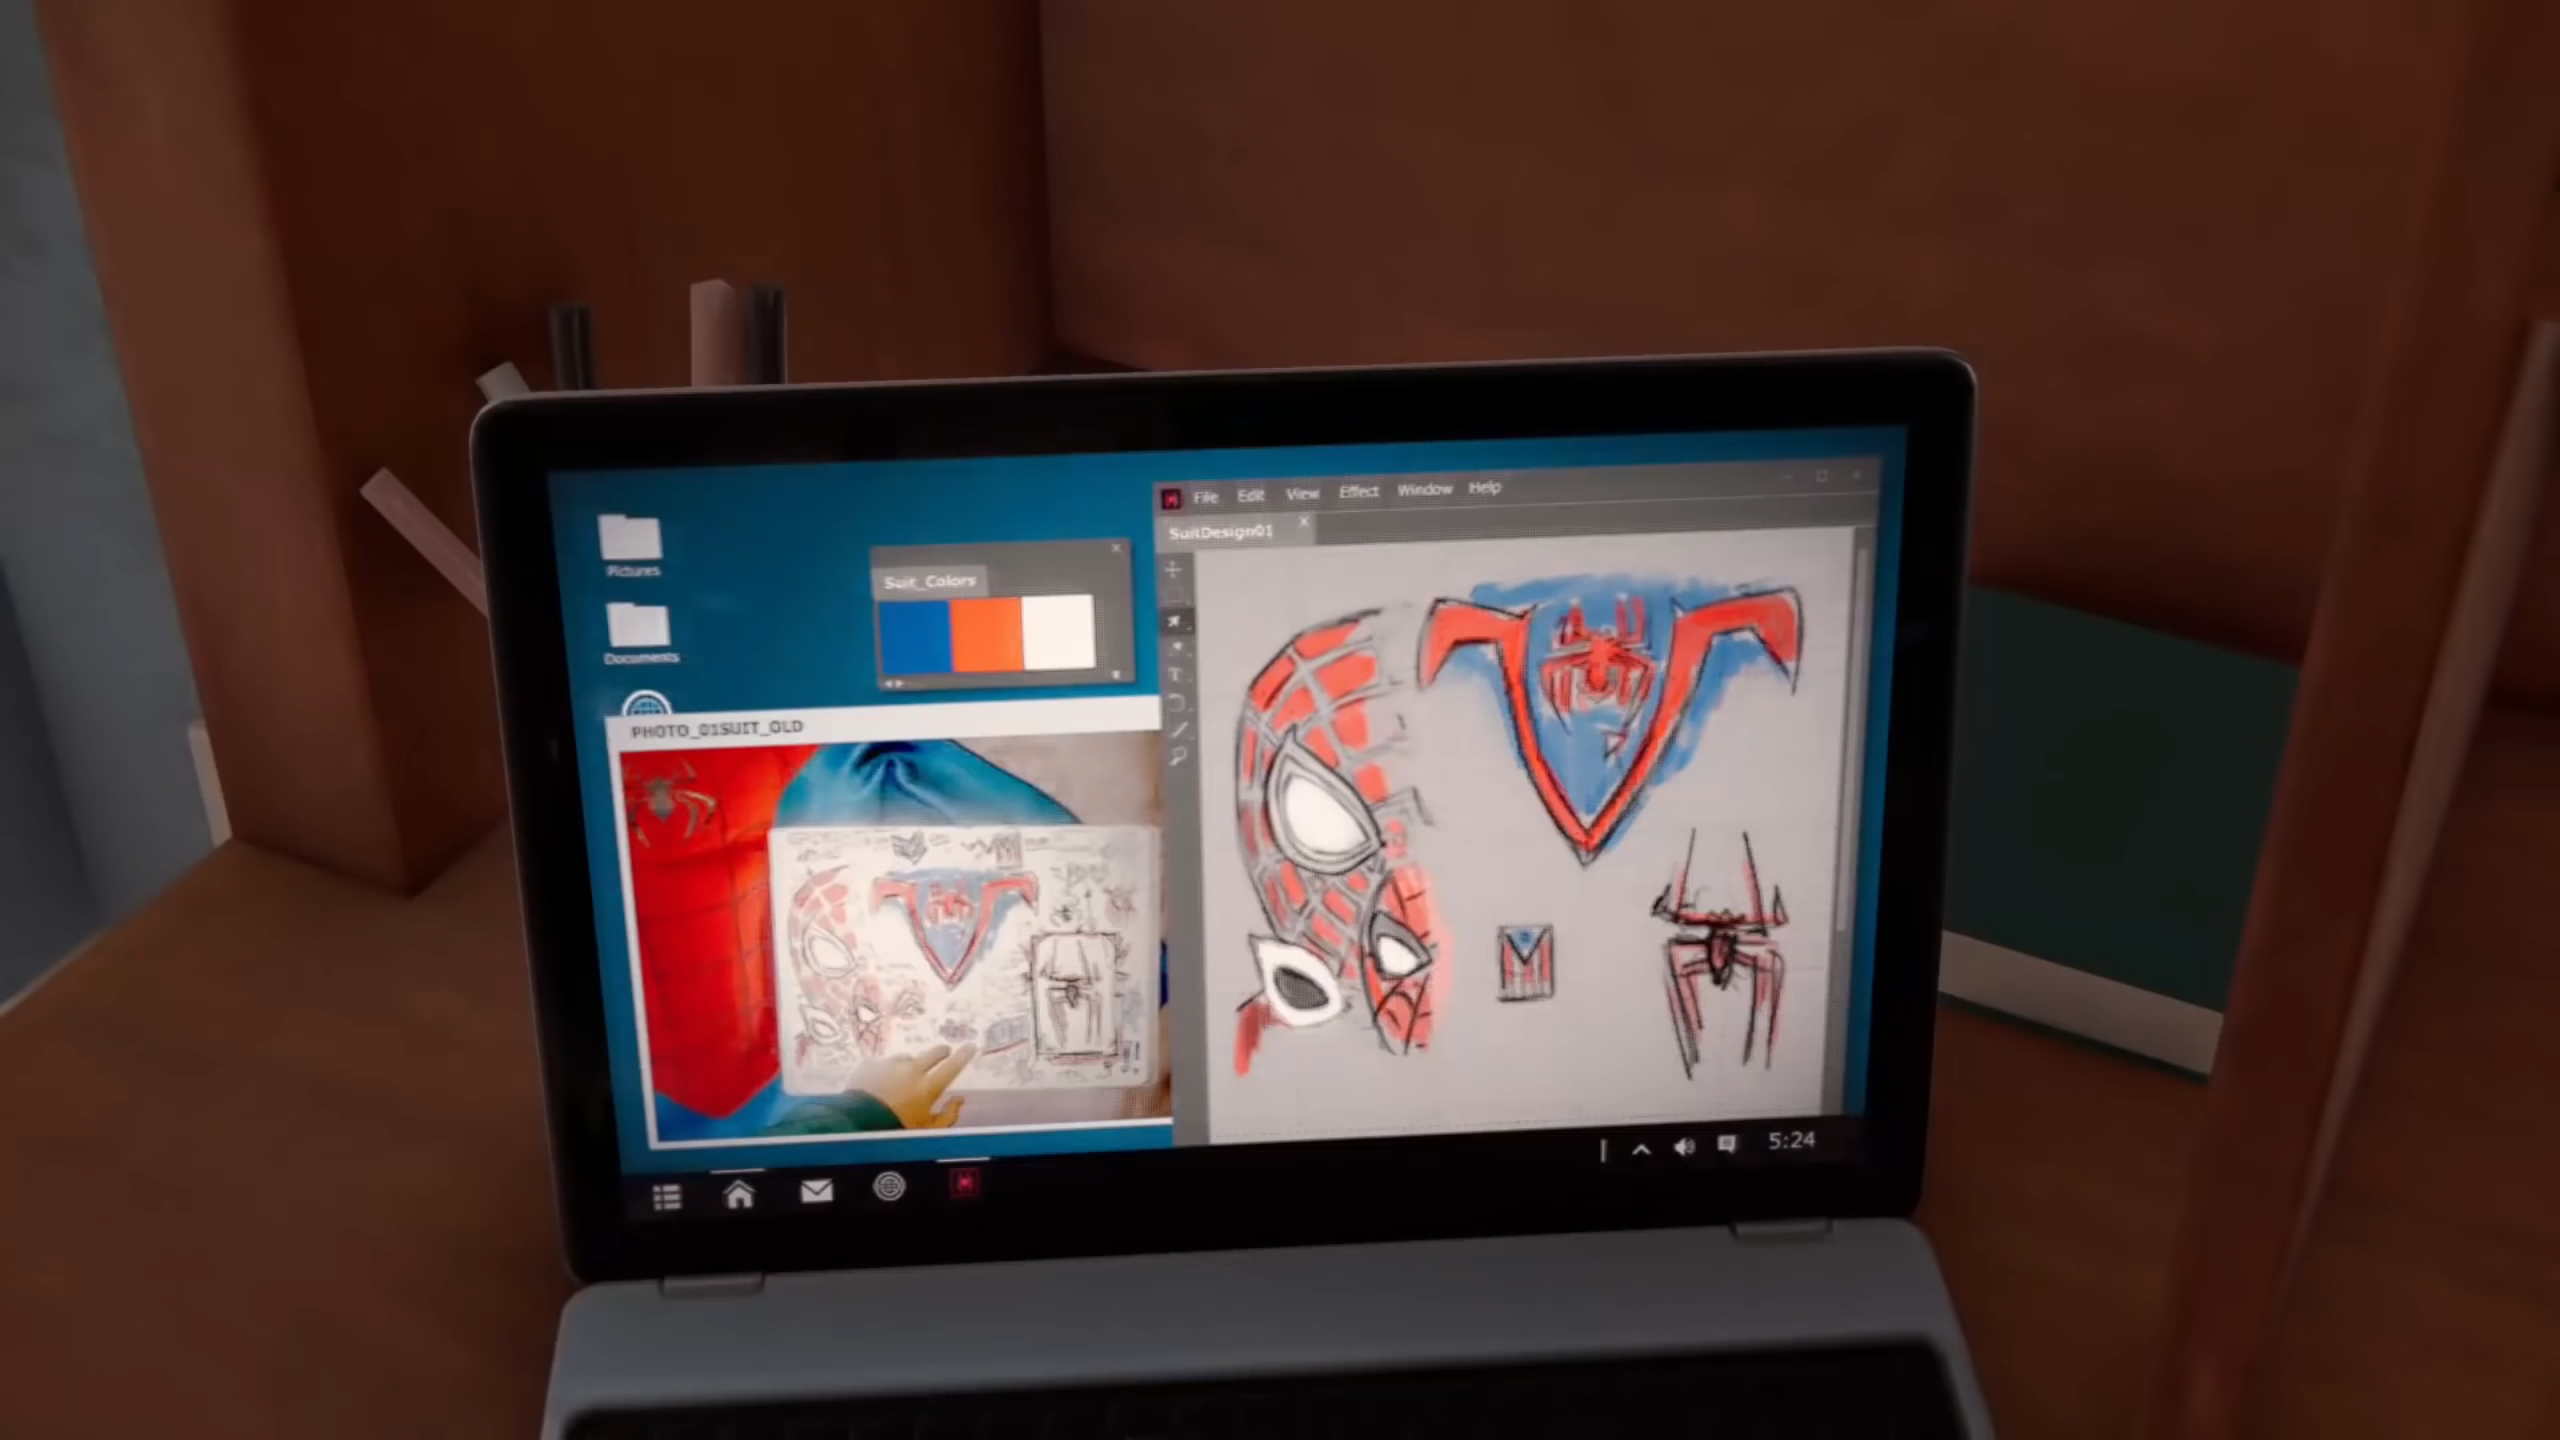 File Edit View Effect Window Help
SuitDesign01
Pictures
Suit_Colors
Documents
PHOTO_01SUIT_OLD
5:24